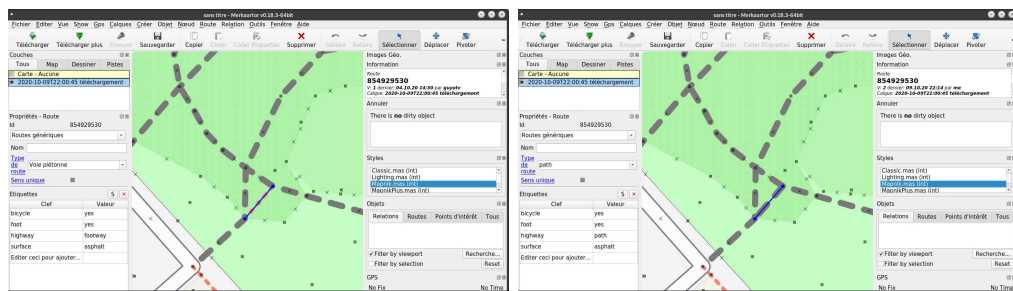 sans titre - Merkaartor v0.18.3-64bit
Fichier Editer Vue Show Gps Calques Créer Objet Nœud Route Relation Outils Fenêtre Aide
Télécharger Télécharger plus Envoyer Sauvegarder Copier Coller Coller Etiquettes Supprimer Défaire Refaire Sélectionner Déplacer Pivoter
Couches
Tous Map Dessiner Pistes
Carte - Aucune
2020-10-09T22:00:45 téléchargement
Propriétés - Route
Id 854929530
Routes génériques
Nom
Type de route
Voie piétonne
Sens unique
Etiquettes S
Clef Valeur
bicycle yes
foot yes
highway footway
surface asphalt
Editer ceci pour ajouter...
Images Géo.
Information
Route
854929530
V: 1 dernier: 04.10.20 14:30 par guyntv
Calque: 2020-10-09T22:00:45 téléchargement
Annuler
There is no dirty object
Styles
Classic.mas (int)
Lighting.mas (int)
Mapnik.mas (int)
MapnikPlus.mas (int)
Objets
Relations Routes Points d'intérêt Tous
Filter by viewport Recherche...
Filter by selection Reset
GPS
No Fix No Time
sans titre - Merkaartor v0.18.3-64bit
Fichier Editer Vue Show Gps Calques Créer Objet Nœud Route Relation Outils Fenêtre Aide
Télécharger Télécharger plus Envoyer Sauvegarder Copier Coller Coller Etiquettes Supprimer Défaire Refaire Sélectionner Déplacer Pivoter
Couches
Tous Map Dessiner Pistes
Carte - Aucune
2020-10-09T22:00:45 téléchargement
Propriétés - Route
Id 854929530
Routes génériques
Nom
Type de route
path
Sens unique
Etiquettes S
Clef Valeur
bicycle yes
foot yes
highway path
surface asphalt
Editer ceci pour ajouter...
Images Géo.
Information
Route
854929530
V: 2 dernier: 09.10.20 22:14 par me
Calque: 2020-10-09T22:00:45 téléchargement
Annuler
There is no dirty object
Styles
Classic.mas (int)
Lighting.mas (int)
Mapnik.mas (int)
MapnikPlus.mas (int)
Objets
Relations Routes Points d'intérêt Tous
Filter by viewport Recherche...
Filter by selection Reset
GPS
No Fix No Time